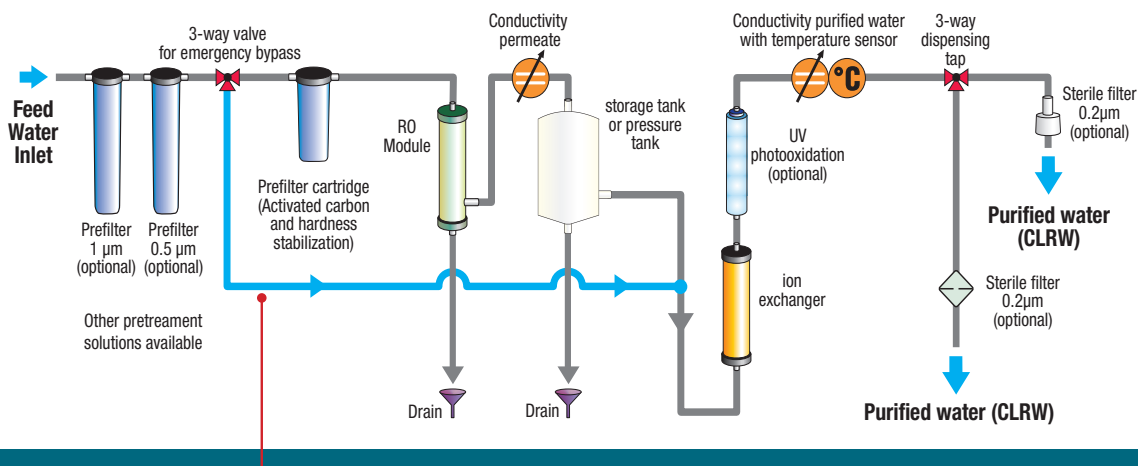 3-way valve
for emergency bypass
Conductivity
permeate
Conductivity purified water
with temperature sensor
3-way
dispensing
tap
°C
Feed
Water
Inlet
Prefilter
1 µm
(optional)
Prefilter
0.5 µm
(optional)
Prefilter cartridge
(Activated carbon
and hardness
stabilization)
RO
Module
storage tank
or pressure
tank
UV
photooxidation
(optional)
Sterile filter
0.2µm
(optional)
Purified water
(CLRW)
ion
exchanger
Sterile filter
0.2µm
(optional)
Other pretreament
solutions available
Drain
Drain
Purified water (CLRW)